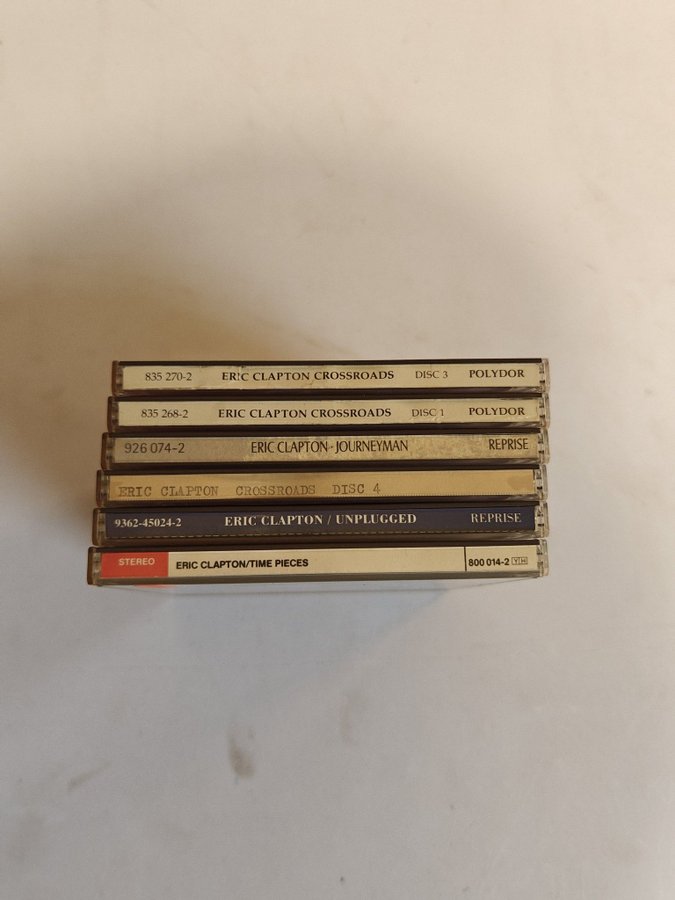 835 270-2 ERIC CLAPTON CROSSROADS DISC 3 POLYDOR
835 268-2 ERIC CLAPTON CROSSROADS DISC 1 POLYDOR
926 074-2 ERIC CLAPTON · JOURNEYMAN REPRISE
ERIC CLAPTON CROSSROADS DISC 4
9362-45024-2 ERIC CLAPTON / UNPLUGGED REPRISE
STEREO ERIC CLAPTON/TIME PIECES 800 014-2 YH